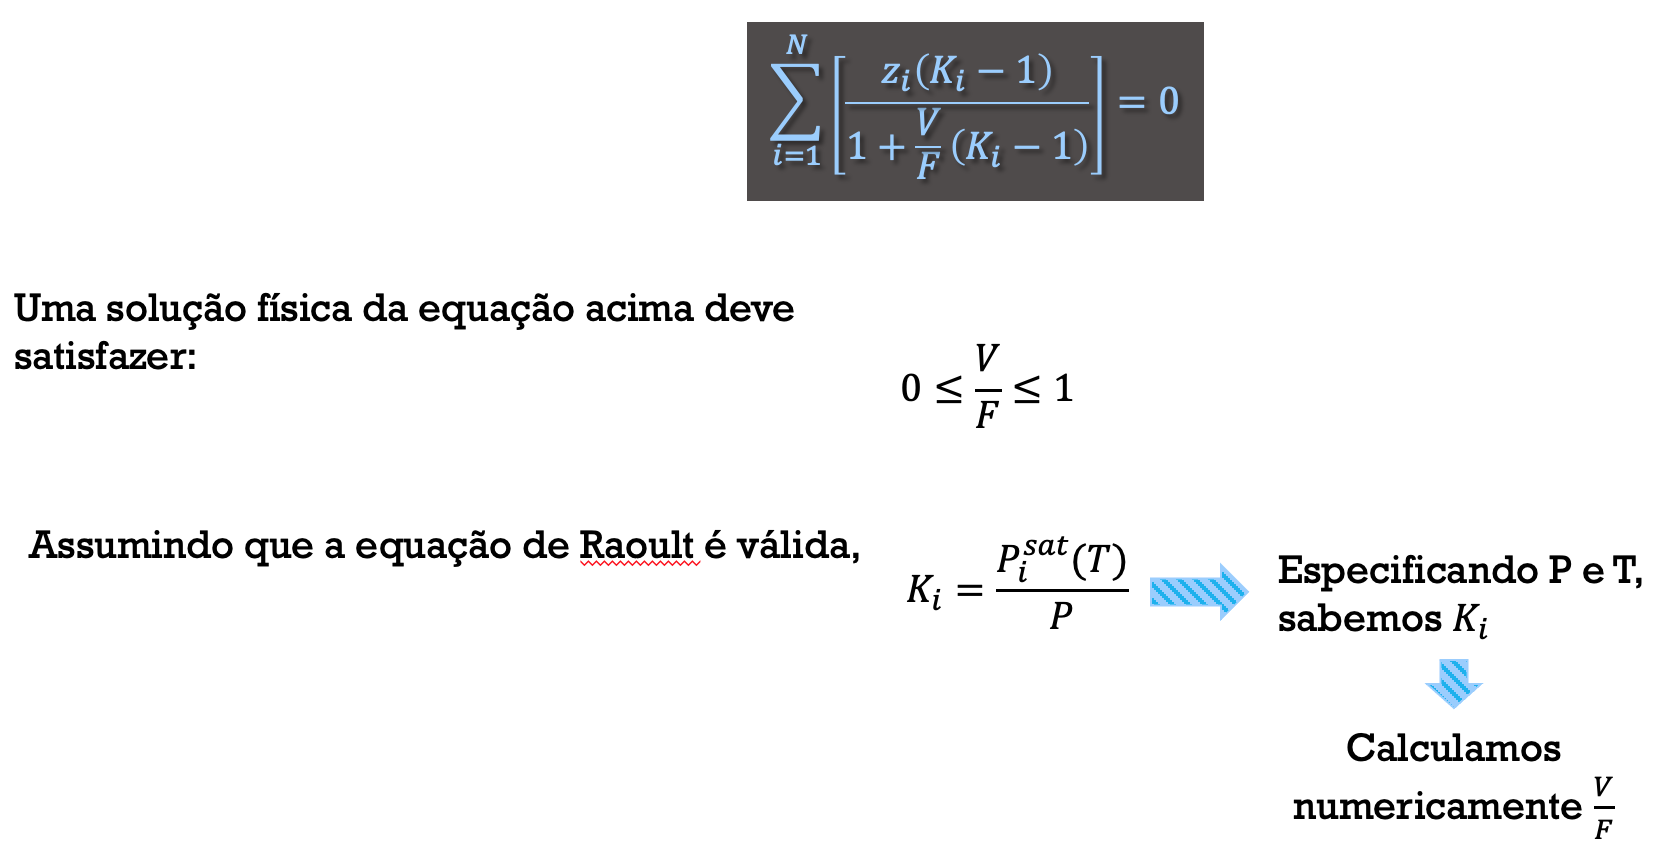 $$\sum_{i=1}^{N}\left[\frac{z_i(K_i-1)}{1+\frac{V}{F}(K_i-1)}\right]=0$$
Uma solução física da equação acima deve
satisfazer:
$$0 \leq \frac{V}{F} \leq 1$$
Assumindo que a equação de Raoult é válida,
$$K_i = \frac{P_i^{sat}(T)}{P}$$
Especificando P e T,
sabemos $K_i$
Calculamos
numericamente $\frac{V}{F}$